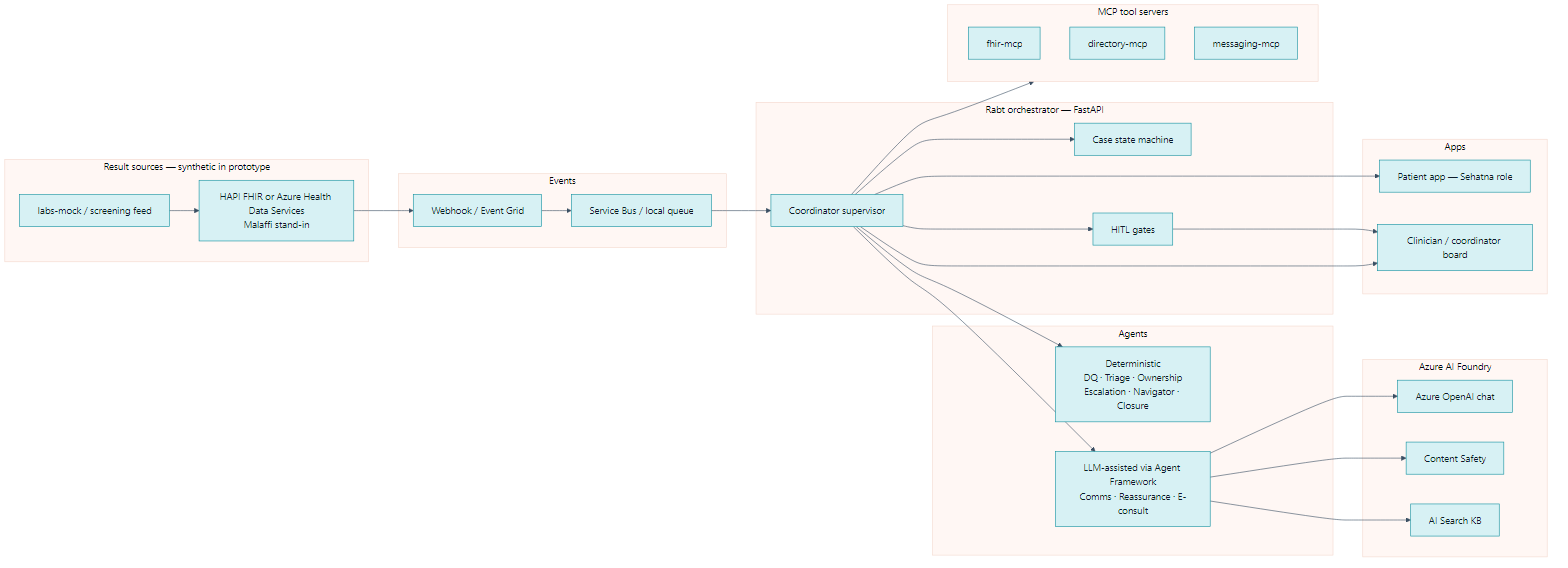 MCP tool servers
fhir-mcp
directory-mcp
messaging-mcp
Rabt orchestrator — FastAPI
Case state machine
Coordinator supervisor
HITL gates
Apps
Patient app — Sehatna role
Clinician / coordinator
board
Result sources — synthetic in prototype
labs-mock / screening feed
HAPI FHIR or Azure Health
Data Services
Malaffi stand-in
Events
Webhook / Event Grid
Service Bus / local queue
Agents
Deterministic
DQ · Triage · Ownership
Escalation · Navigator ·
Closure
LLM-assisted via Agent
Framework
Comms · Reassurance · E-
consult
Azure AI Foundry
Azure OpenAI chat
Content Safety
AI Search KB